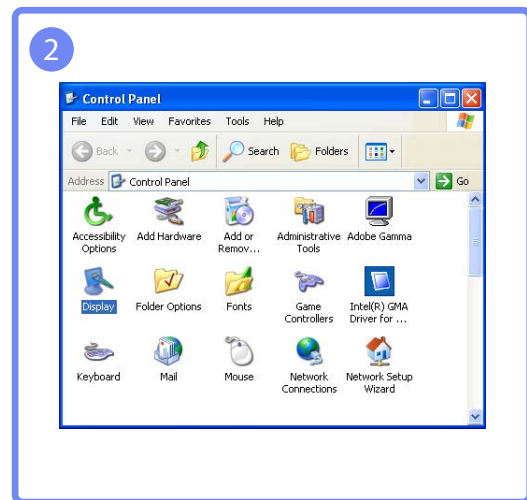 2
Control Panel
File Edit View Favorites Tools Help
Back Search Folders
Address Control Panel Go
Accessibility Options Add Hardware Add or Remov... Administrative Tools Adobe Gamma
Display Folder Options Fonts Game Controllers Intel(R) GMA Driver for ...
Keyboard Mail Mouse Network Connections Network Setup Wizard